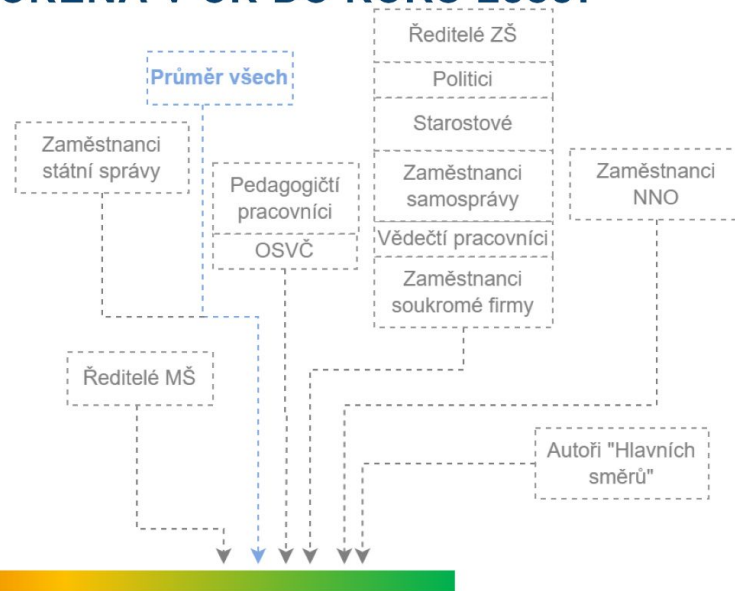 Ředitelé ZŠ
Průměr všech
Politici
Starostové
Zaměstnanci
státní správy
Pedagogičtí
pracovníci
OSVČ
Zaměstnanci
samosprávy
Vědečtí pracovníci
Zaměstnanci
soukromé firmy
Zaměstnanci
NNO
Ředitelé MŠ
Autoři "Hlavních
směrů"